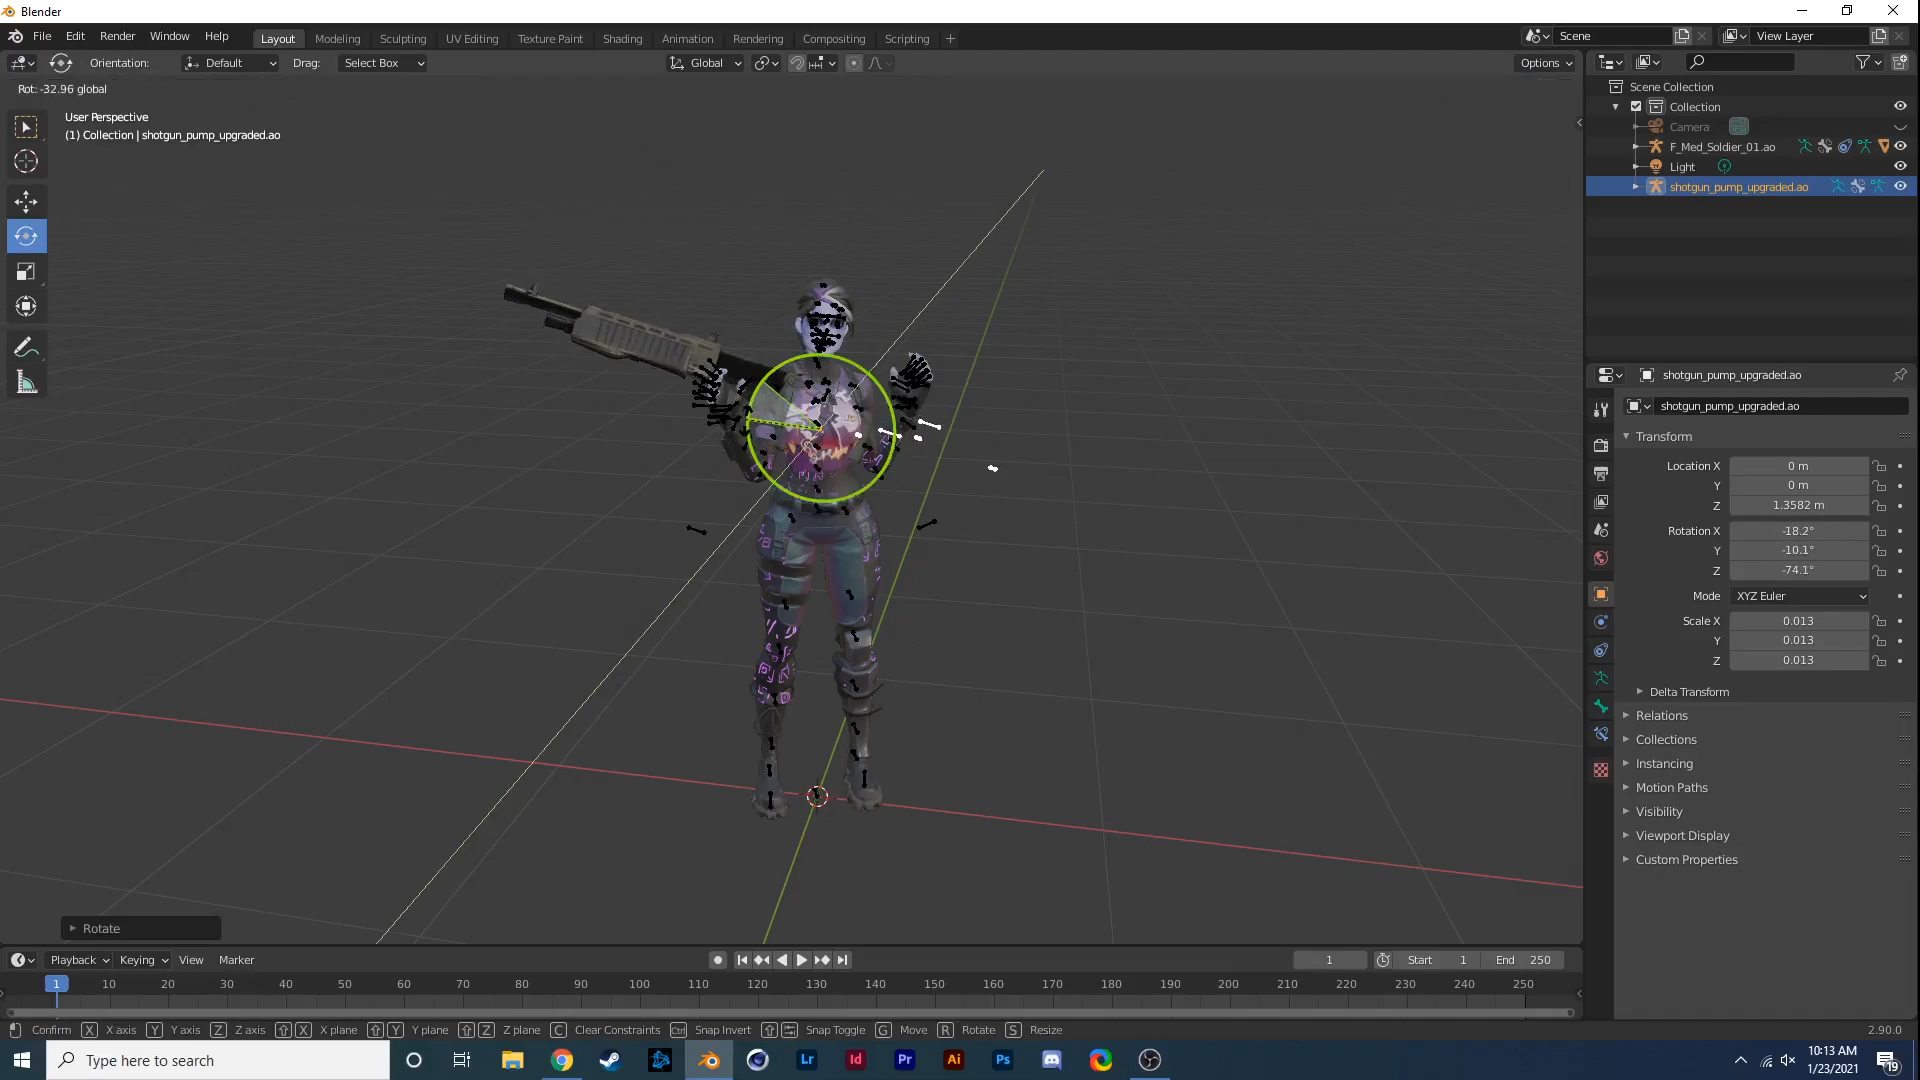 Blender
File Edit Render Window Help Layout Modeling Sculpting UV Editing Texture Paint Shading Animation Rendering Compositing Scripting + Scene View Layer
Orientation: Default Drag: Select Box Global Options
Rot: -32.96 global
User Perspective
(1) Collection | shotgun_pump_upgraded.ao
Scene Collection
Collection
Camera
F_Med_Soldier_01.ao
Light
shotgun_pump_upgraded.ao
shotgun_pump_upgraded.ao
shotgun_pump_upgraded.ao
Transform
Location X 0 m
Y 0 m
Z 1.3582 m
Rotation X -18.2°
Y -10.1°
Z -74.1°
Mode XYZ Euler
Scale X 0.013
Y 0.013
Z 0.013
Delta Transform
Relations
Collections
Instancing
Motion Paths
Visibility
Viewport Display
Custom Properties
Rotate
Playback Keying View Marker 1 Start 1 End 250
1 10 20 30 40 50 60 70 80 90 100 110 120 130 140 150 160 170 180 190 200 210 220 230 240 250
Confirm X X axis Y Y axis Z Z axis X X plane Y Y plane Z Z plane C Clear Constraints Ctrl Snap Invert Snap Toggle G Move R Rotate S Resize 2.90.0
Type here to search Lr Id Pr Ai Ps 10:13 AM
1/23/2021 19